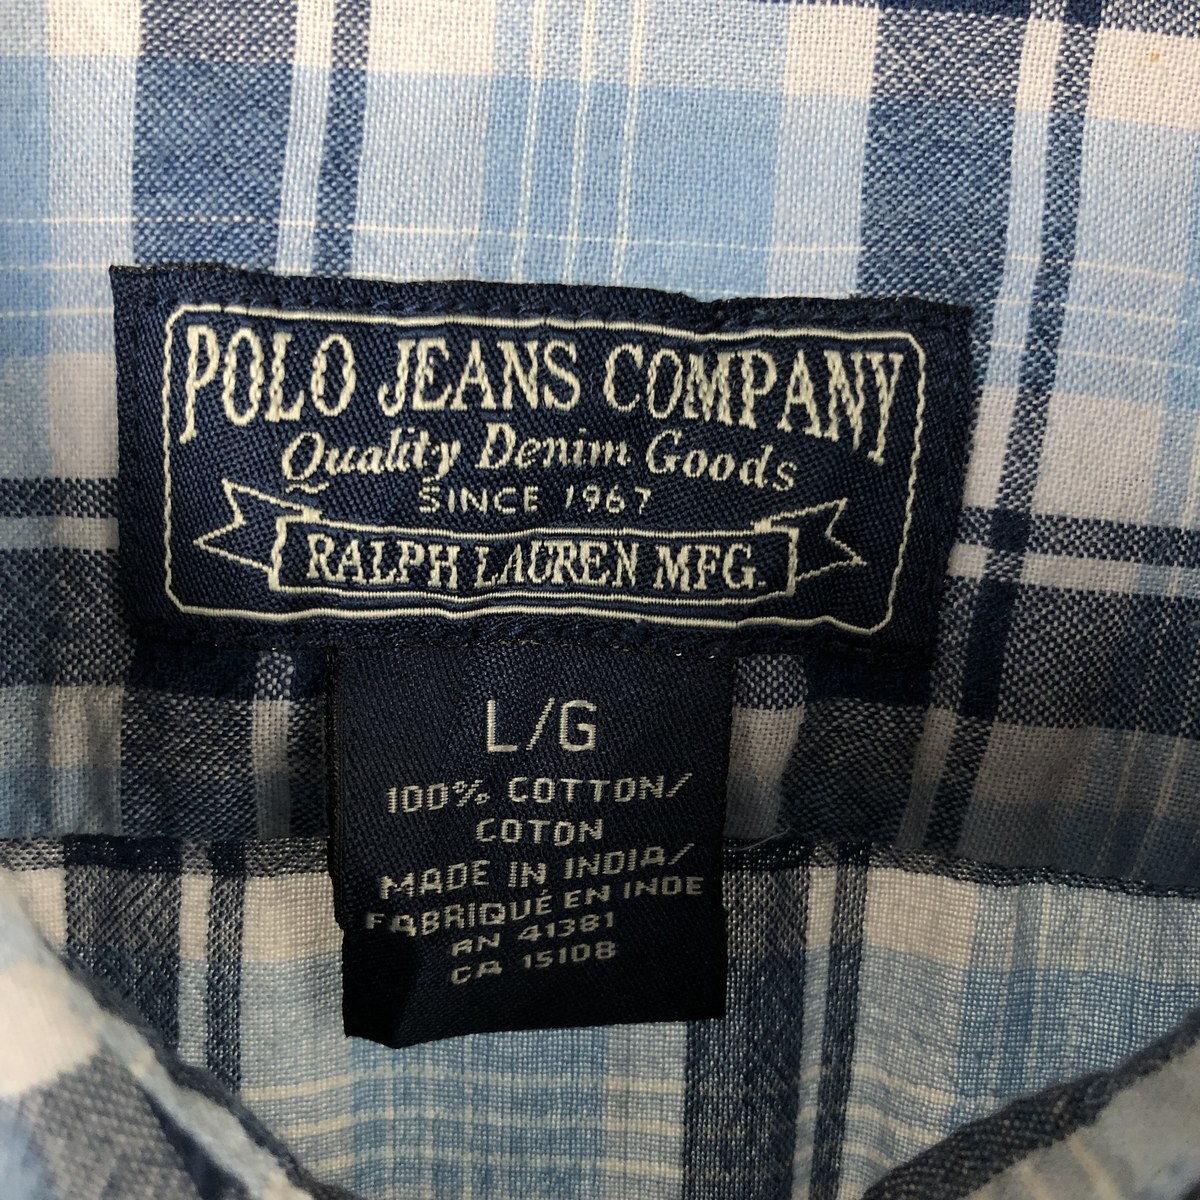 POLO JEANS COMPANY
Quality Denim Goods
SINCE 1967
RALPH LAUREN MFG.
L/G
100% COTTON/
COTON
MADE IN INDIA/
FABRIQUÉ EN INDE
RN 41381
CA 15108